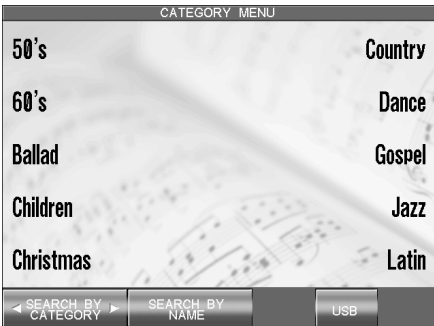 CATEGORY MENU
50's
Country
60's
Dance
Ballad
Gospel
Children
Jazz
Christmas
Latin
◄ SEARCH BY ►
CATEGORY
SEARCH BY
NAME
USB